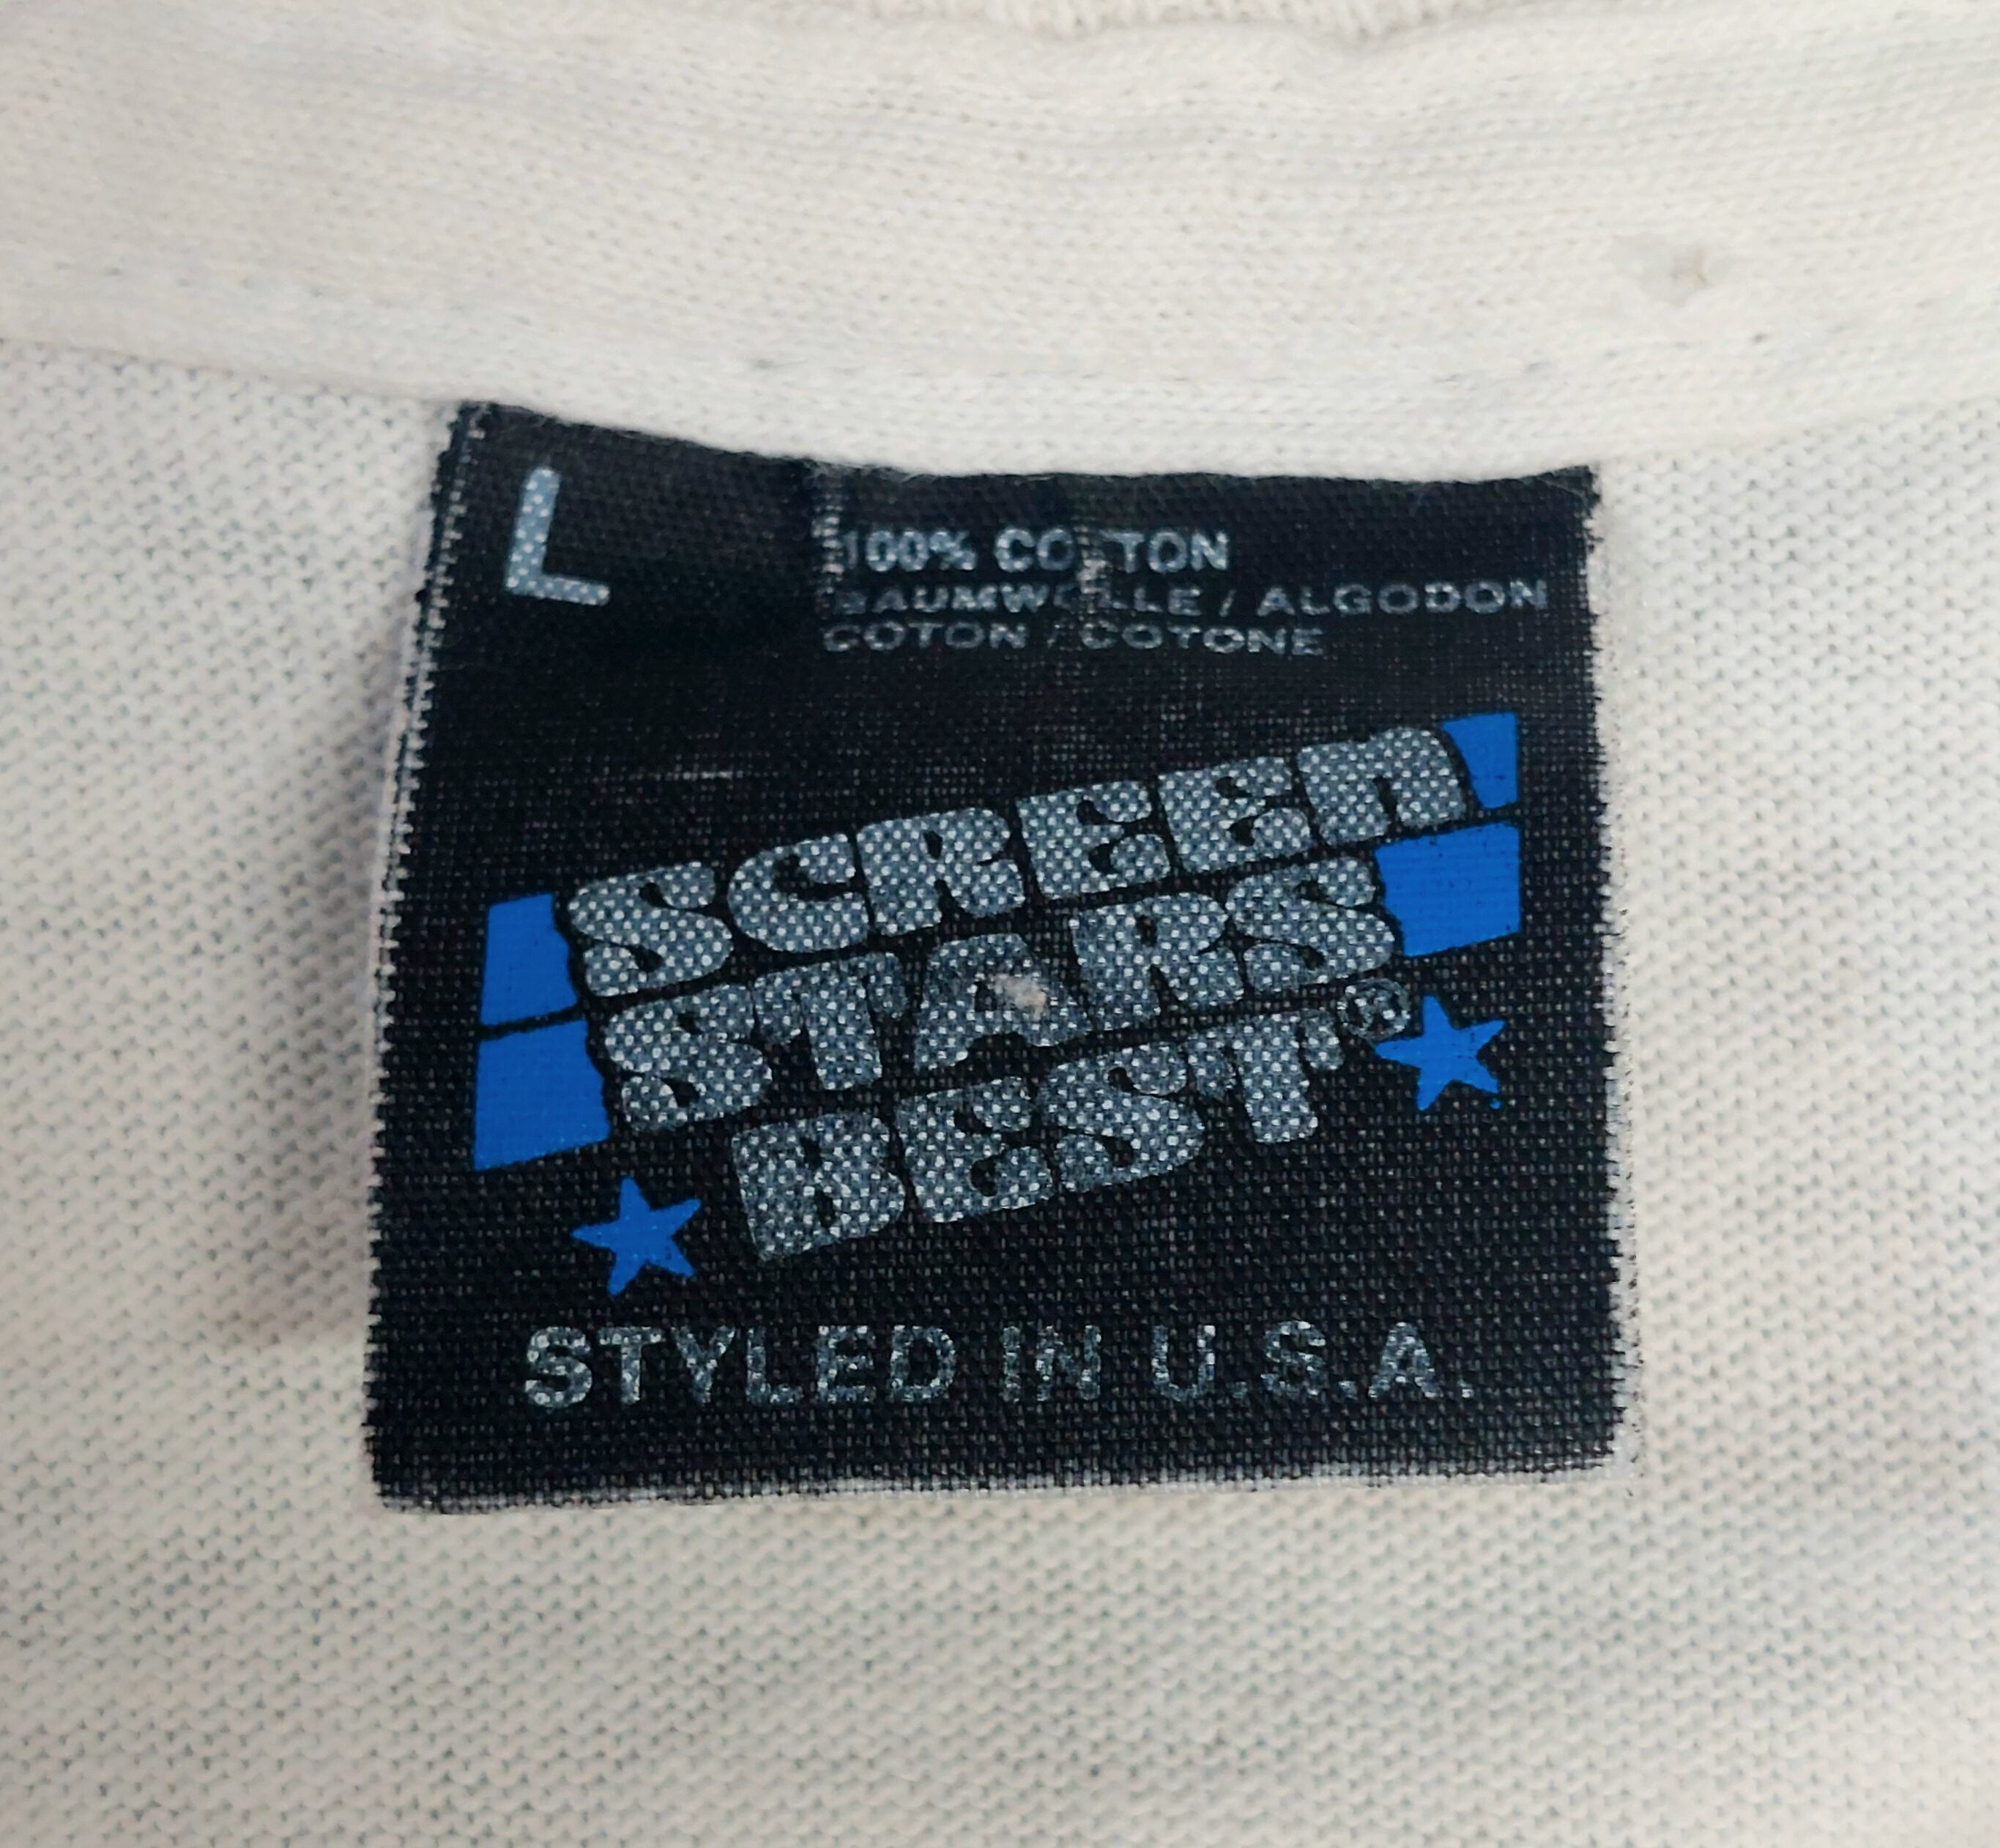 L
100% COTTON
BAUMWOLLE / ALGODON
COTON / COTONE
SCREEn
STARS
BEST®
STYLED IN U.S.A.